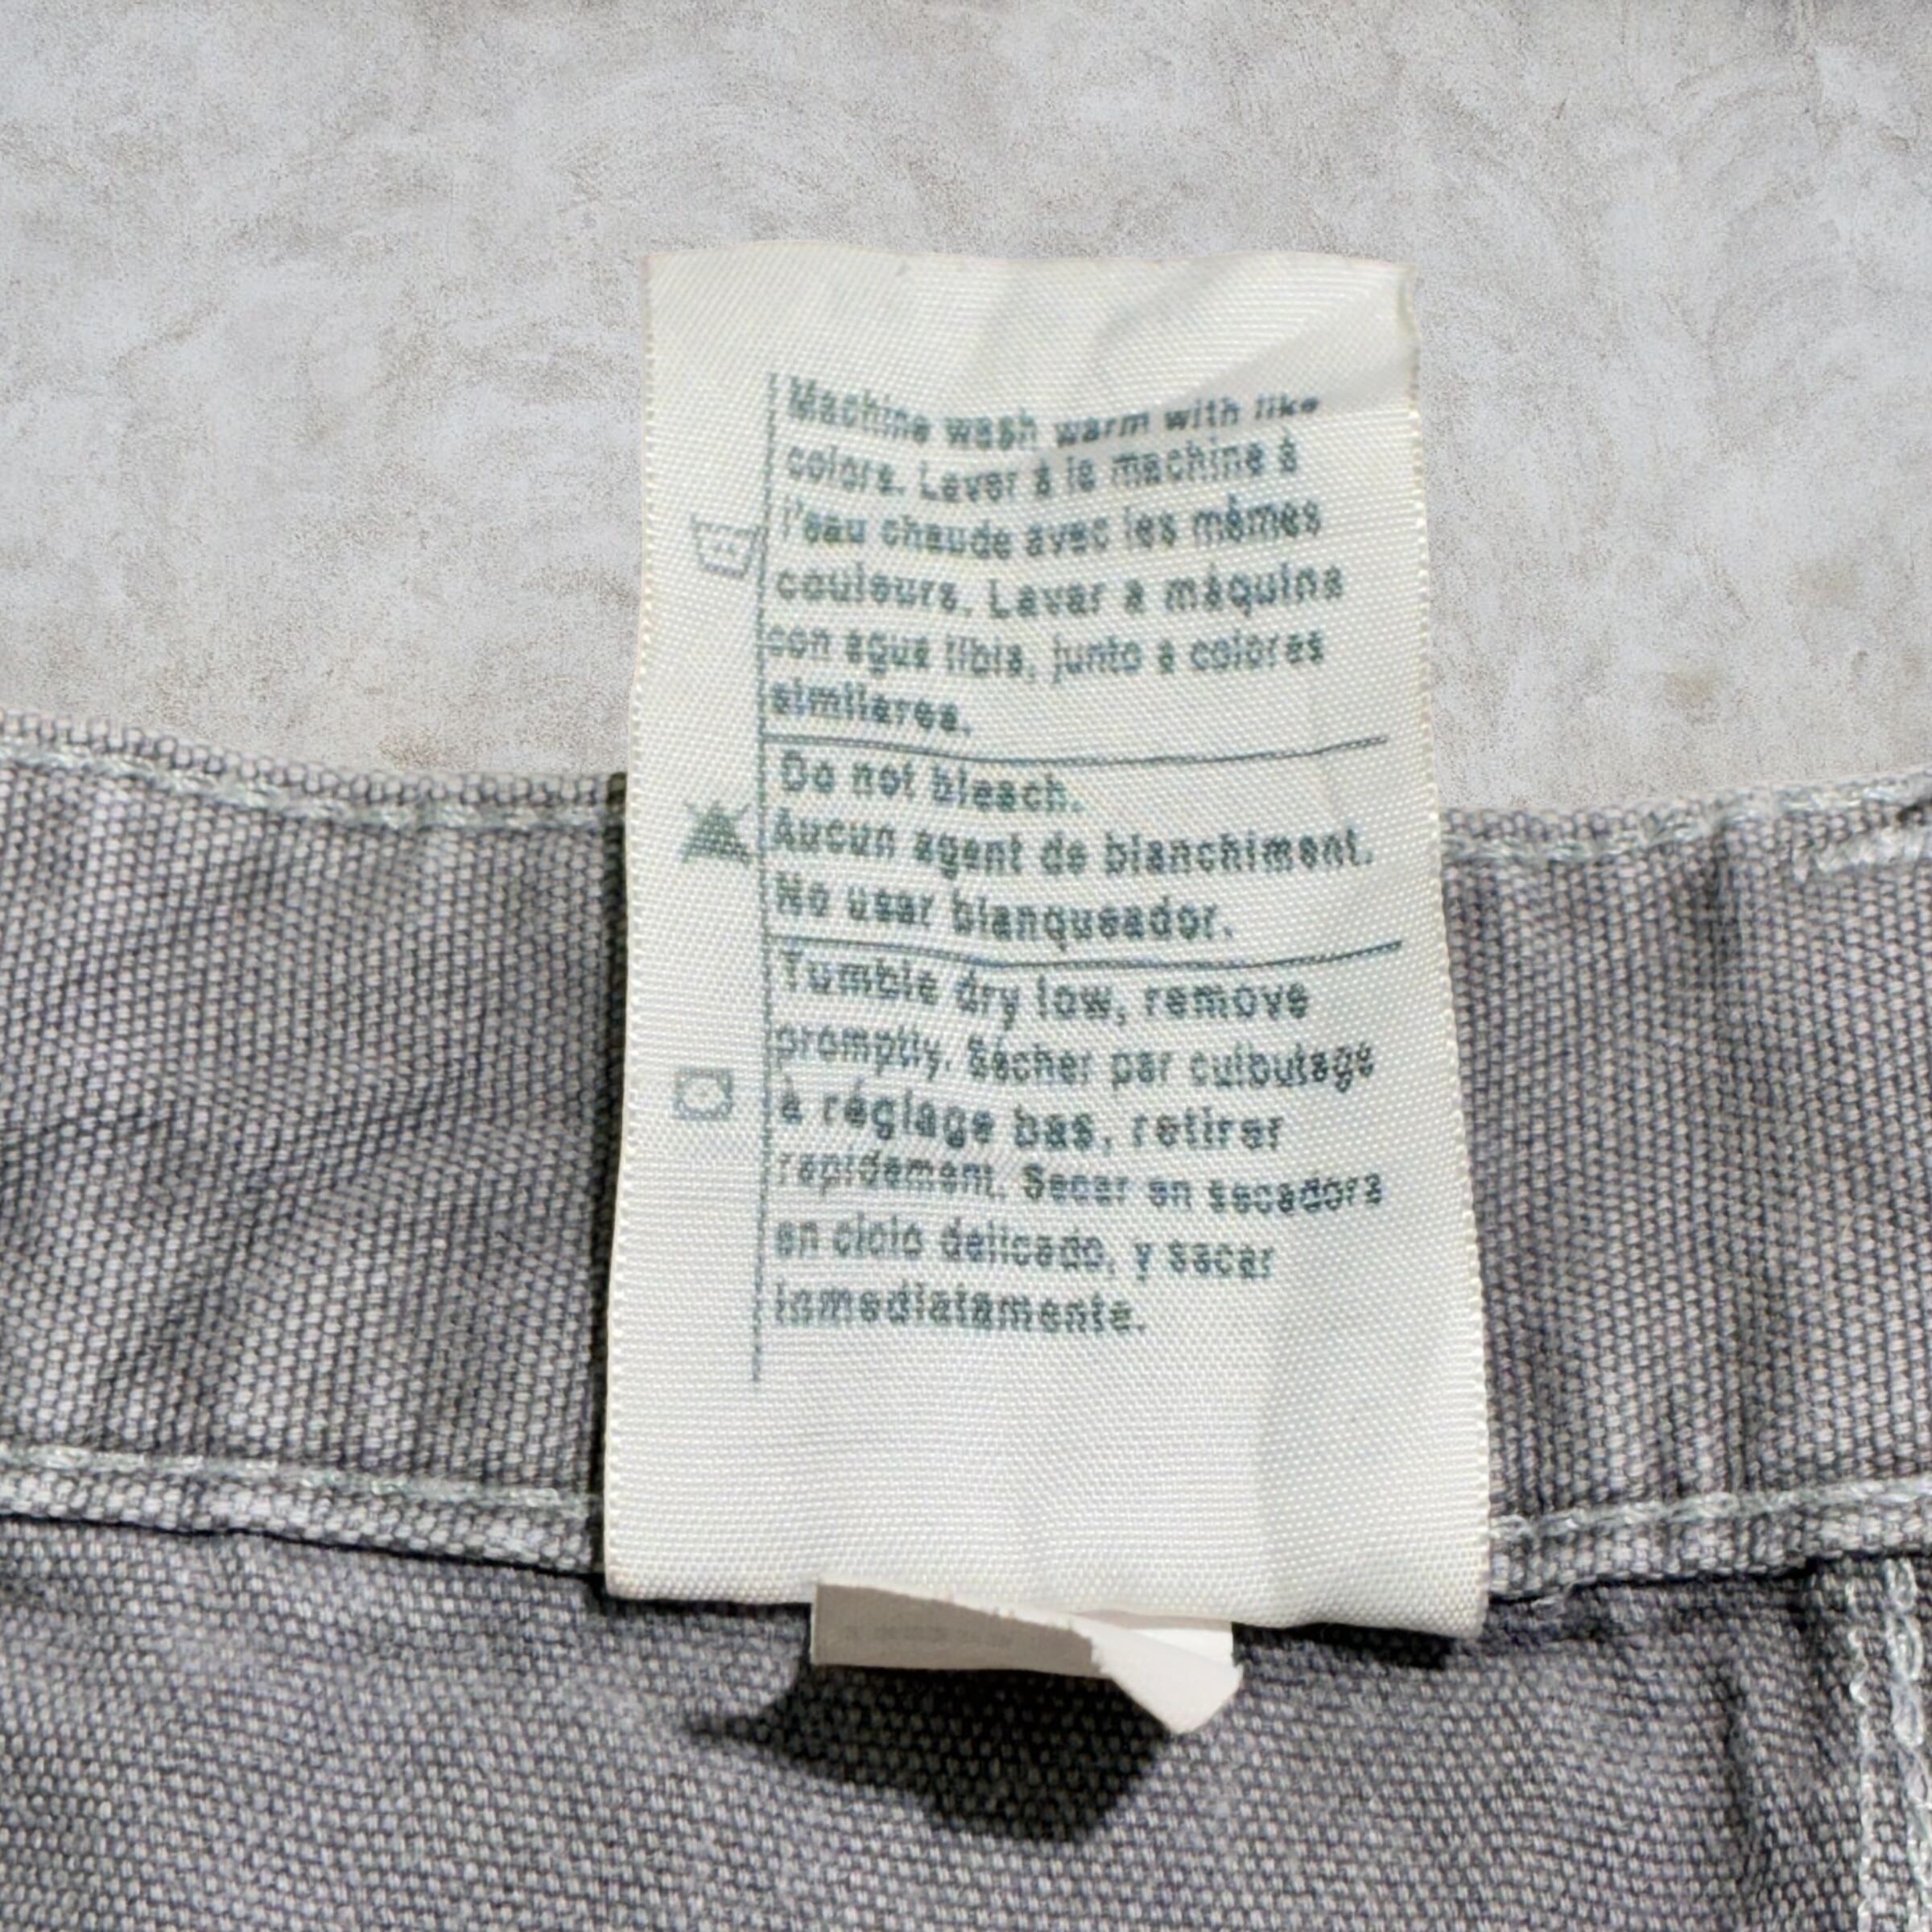 Machine wash warm with like
colors. Laver à la machine à
l'eau chaude avec les mêmes
couleurs. Lavar a máquina
con agua tibia, junto a colores
similares.
Do not bleach.
Aucun agent de blanchiment.
No usar blanqueador.
Tumble dry low, remove
promptly. Sécher par culbutage
à réglage bas, retirer
rapidement. Secar en secadora
en ciclo delicado, y sacar
inmediatamente.